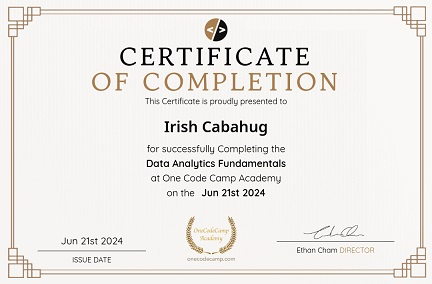 </>
CERTIFICATE
OF COMPLETION
This Certificate is proudly presented to
Irish Cabahug
for successfully Completing the
Data Analytics Fundamentals
at One Code Camp Academy
on the Jun 21st 2024
OneCodeCamp
Academy
onecodecamp.com
Jun 21st 2024
ISSUE DATE
Ethan Cham DIRECTOR